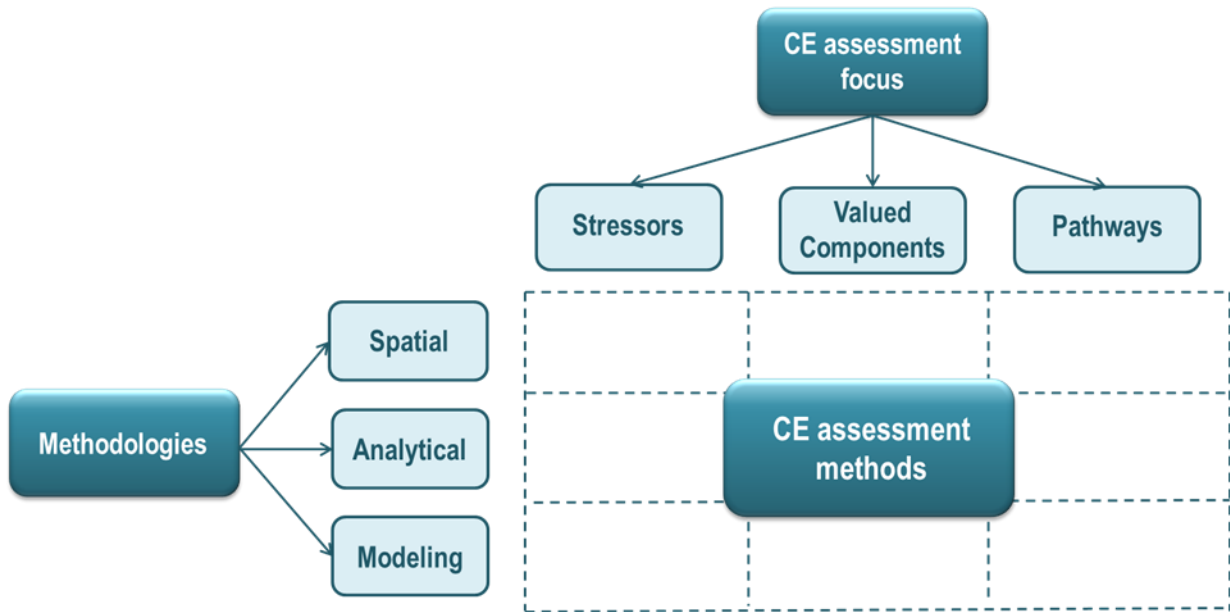 CE assessment
focus
Stressors
Valued
Components
Pathways
Spatial
Methodologies
Analytical
CE assessment
methods
Modeling